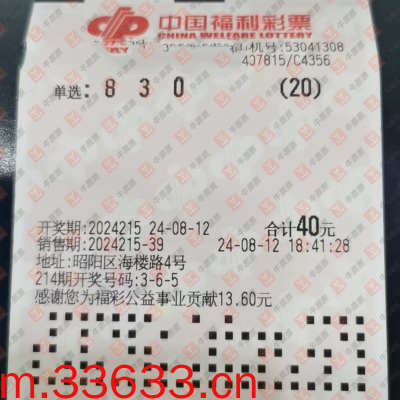 中国福利彩票
CHINA WELFARE LOTTERY
机号:53041308
407815/C4356
单选: 8 3 0 (20)
开奖期:2024215 24-08-12 合计40元
销售期:2024215-39 24-08-12 18:41:28
地址:昭阳区海楼路4号
214期开奖号码:3-6-5
感谢您为福彩公益事业贡献13.60元
m.33633.com.cn